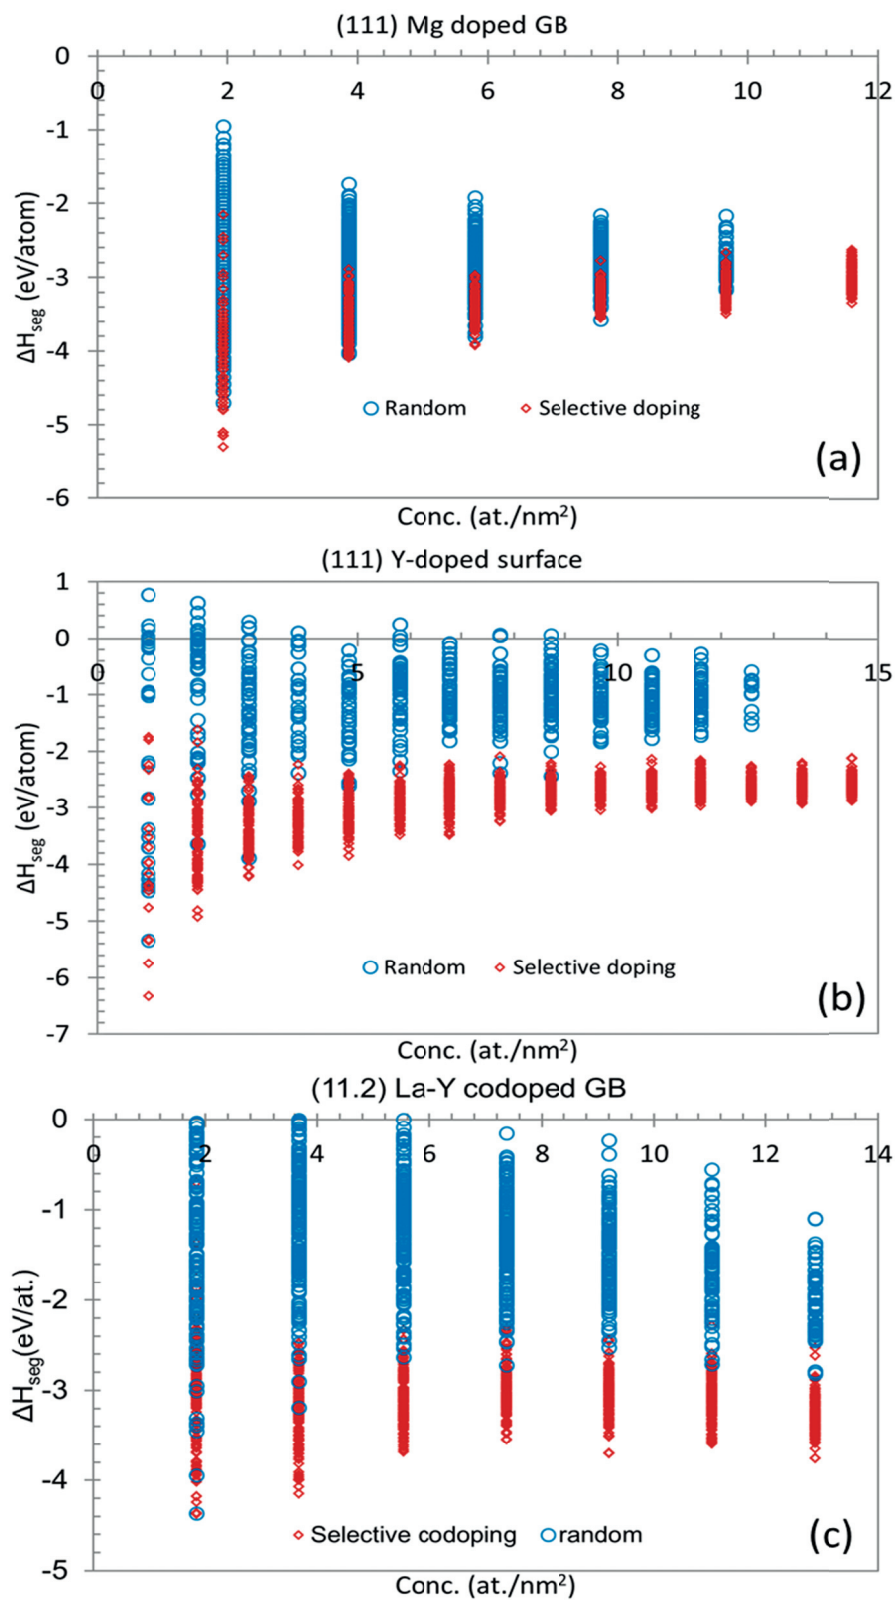 (111) Mg doped GB
0
0 2 4 6 8 10 12
-1
-2
-3
-4
-5
-6
ΔHseg (eV/atom)
Random Selective doping
(a)
Conc. (at./nm²)
(111) Y-doped surface
1
0
0 5 10 15
-1
-2
-3
-4
-5
-6
-7
ΔHseg (eV/atom)
Random Selective doping
(b)
Conc. (at./nm²)
(11.2) La-Y codoped GB
0
0 2 4 6 8 10 12 14
-1
-2
-3
-4
-5
ΔHseg(eV/at.)
Selective codoping random
(c)
Conc. (at./nm²)